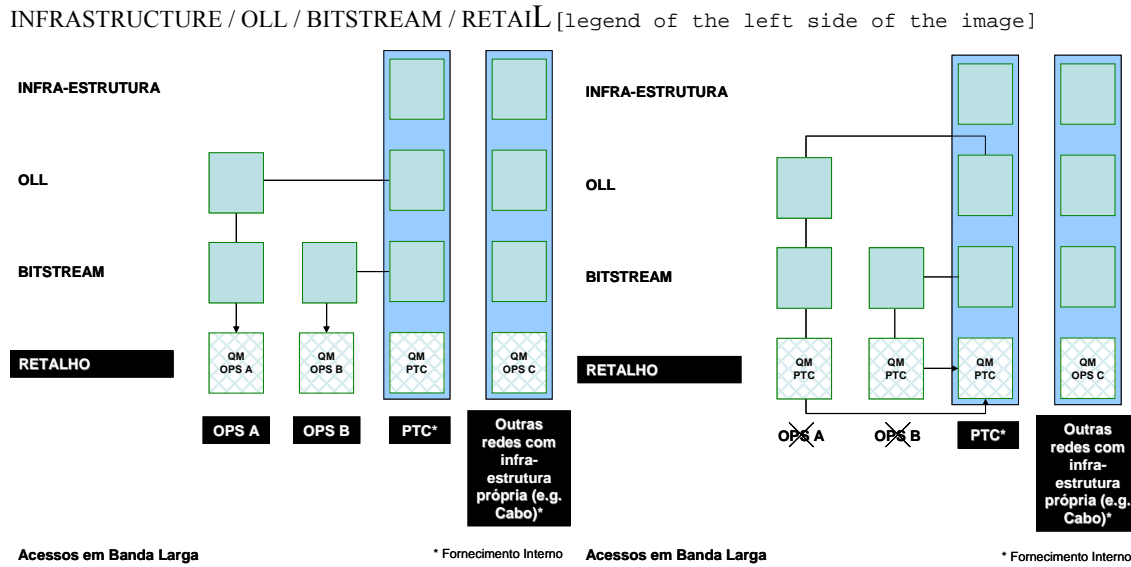 INFRASTRUCTURE / OLL / BITSTREAM / RETAIL [legend of the left side of the image]
INFRA-ESTRUTURA
OLL
BITSTREAM
RETALHO
QM
OPS A
QM
OPS B
QM
PTC
QM
OPS C
OPS A
OPS B
PTC*
Outras
redes com
infra-
estrutura
própria (e.g.
Cabo)*
Acessos em Banda Larga
* Fornecimento Interno
INFRA-ESTRUTURA
OLL
BITSTREAM
RETALHO
QM
PTC
QM
PTC
QM
PTC
QM
OPS C
OPS A
OPS B
PTC*
Outras
redes com
infra-
estrutura
própria (e.g.
Cabo)*
Acessos em Banda Larga
* Fornecimento Interno